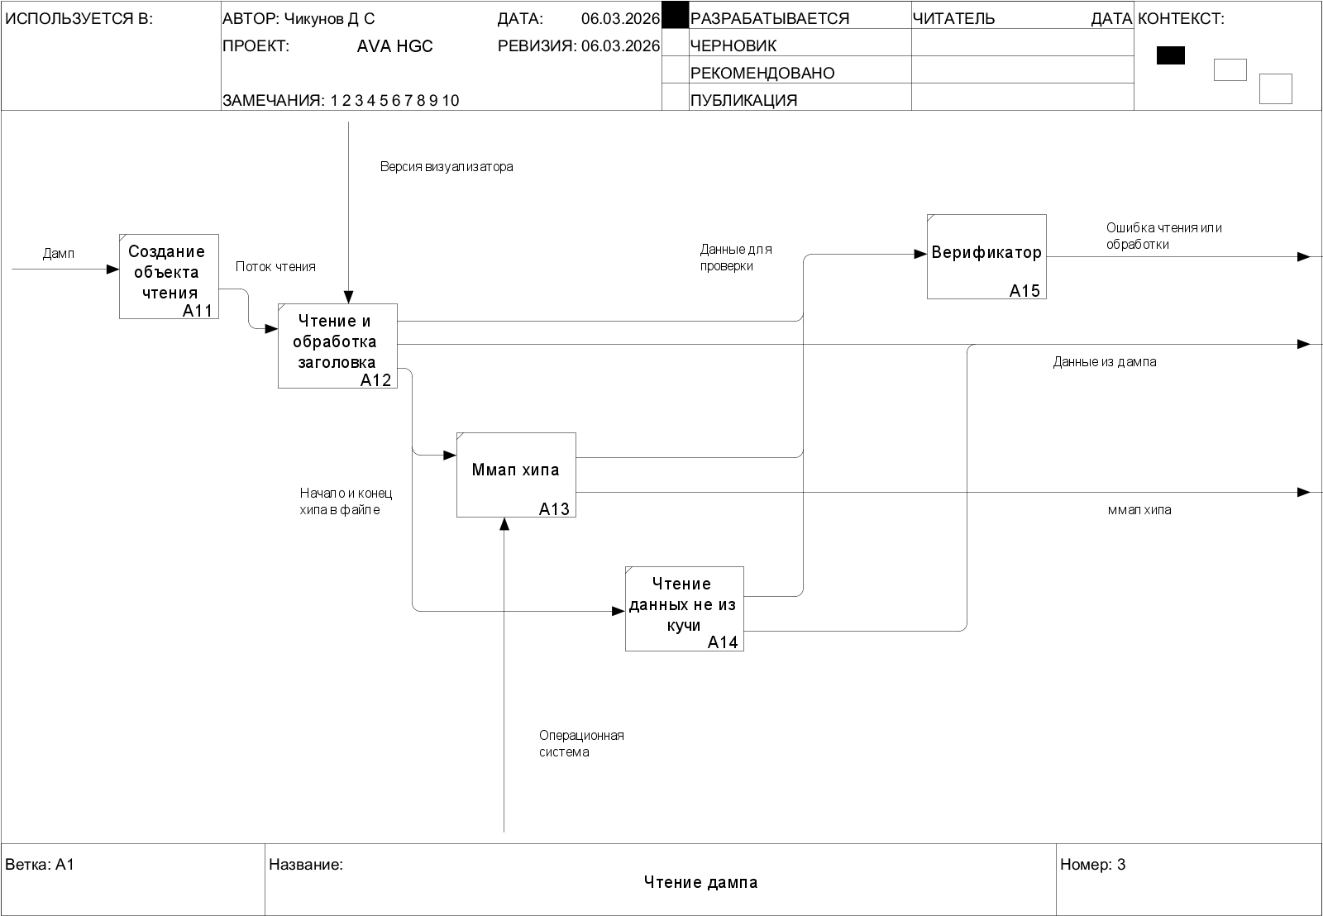 ИСПОЛЬЗУЕТСЯ В:
АВТОР: Чикунов Д С
ДАТА: 06.03.2026
РАЗРАБАТЫВАЕТСЯ
ЧИТАТЕЛЬ
ДАТА
КОНТЕКСТ:
ПРОЕКТ: AVA HGC
РЕВИЗИЯ: 06.03.2026
ЧЕРНОВИК
РЕКОМЕНДОВАНО
ЗАМЕЧАНИЯ: 1 2 3 4 5 6 7 8 9 10
ПУБЛИКАЦИЯ
Версия визуализатора
Дамп
Создание
объекта
чтения
A11
Поток чтения
Чтение и
обработка
заголовка
A12
Данные для
проверки
Верификатор
A15
Ошибка чтения или
обработки
Данные из дампа
Ммап хипа
A13
Начало и конец
хипа в файле
ммап хипа
Чтение
данных не из
кучи
A14
Операционная
система
Ветка: A1
Название:
Чтение дампа
Номер: 3